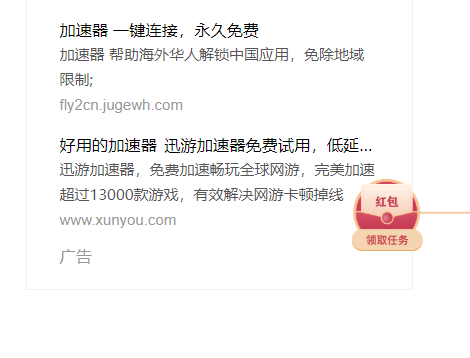 加速器 一键连接，永久免费
加速器 帮助海外华人解锁中国应用，免除地域
限制;
fly2cn.jugewh.com
好用的加速器 迅游加速器免费试用，低延...
迅游加速器，免费加速畅玩全球网游，完美加速
超过13000款游戏，有效解决网游卡顿掉线
www.xunyou.com
红包
领取任务
广告